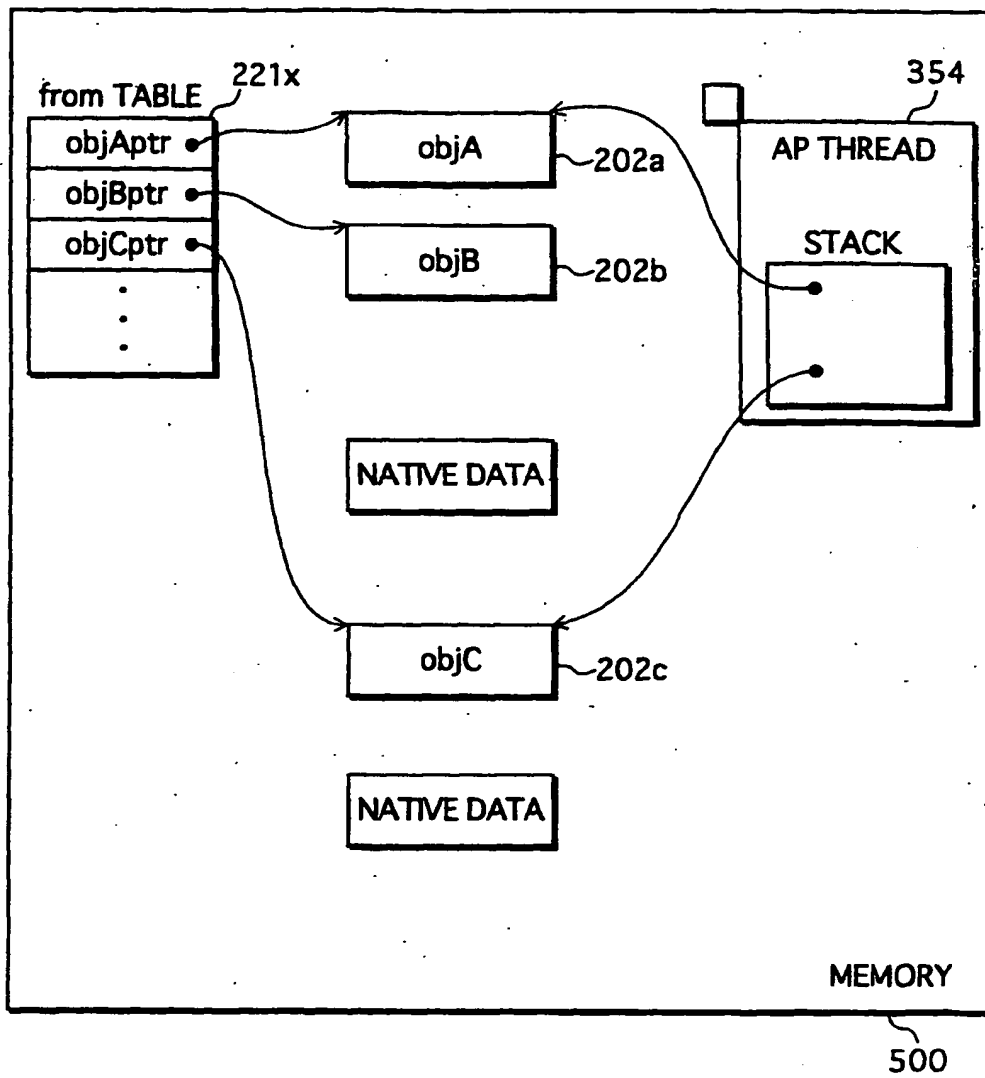 from TABLE
221x
objAptr
objBptr
objCptr
objA
202a
objB
202b
NATIVE DATA
objC
202c
NATIVE DATA
354
AP THREAD
STACK
MEMORY
500